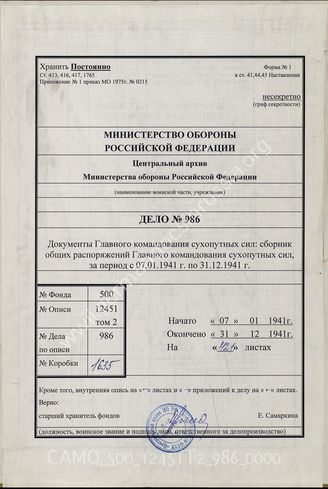 Хранить Постоянно
Форма № 1
Ст. 413, 416, 417, 1765
к ст. 41,44,45 Наставления
Приложение № 1 приказ МО 1975г. № 0215
несекретно
(гриф секретности)
МИНИСТЕРСТВО ОБОРОНЫ
РОССИЙСКОЙ ФЕДЕРАЦИИ
Центральный архив
Министерства обороны Российской Федерации
(наименование воинской части, учреждения)
ДЕЛО № 986
Документы Главного командования сухопутных сил: сборник
общих распоряжений Главного командования сухопутных сил,
за период с 07.01.1941 г. по 31.12.1941 г.
№ Фонда 500
№ Описи 12451
том 2
№ Дела 986
по описи
№ Коробки 1635
Начато « 07 » 01 1941г.
Окончено « 31 » 12 1941г.
На листах
Кроме того, внутренняя опись на «-» листах и « - » приложений к делу на « - » листах.
Верно:
старший хранитель фондов Е. Самаркина
(должность, воинское звание и подпись лица, ответственного за делопроизводство)
CAMO_500_12451T2_986_0000